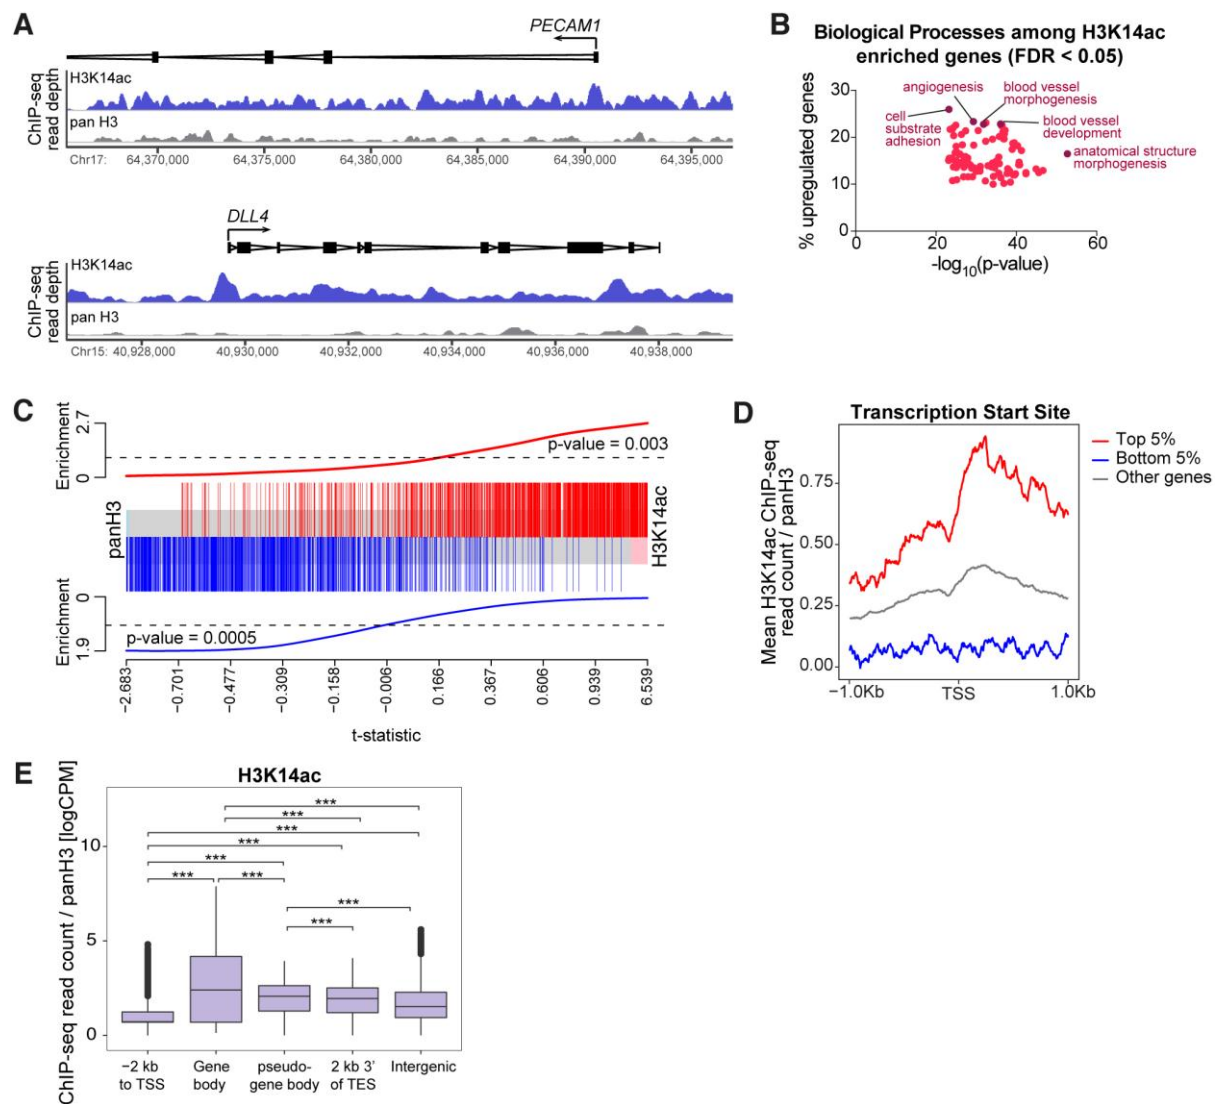 A
PECAM1
H3K14ac
ChIP-seq
read depth
pan H3
Chr17: 64,370,000 64,375,000 64,380,000 64,385,000 64,390,000 64,395,000
DLL4
H3K14ac
ChIP-seq
read depth
pan H3
Chr15: 40,928,000 40,930,000 40,932,000 40,934,000 40,936,000 40,938,000
B
Biological Processes among H3K14ac
enriched genes (FDR < 0.05)
% upregulated genes
30
20
10
0
angiogenesis
blood vessel
morphogenesis
cell
substrate
adhesion
blood vessel
development
anatomical structure
morphogenesis
0 20 40 60
-log10(p-value)
C
Enrichment
2.7
0
p-value = 0.003
panH3
H3K14ac
Enrichment
0
1.9
p-value = 0.0005
−2.683 −0.701 −0.477 −0.309 −0.158 −0.006 0.166 0.367 0.606 0.939 6.539
t-statistic
D
Transcription Start Site
Mean H3K14ac ChIP-seq
read count / panH3
0.75
0.50
0.25
0.00
−1.0Kb TSS 1.0Kb
Top 5%
Bottom 5%
Other genes
E
H3K14ac
ChIP-seq read count / panH3 [logCPM]
10
5
0
***
***
***
***
***
*** ***
***
***
−2 kb
to TSS
Gene
body
pseudo-
gene body
2 kb 3’
of TES
Intergenic